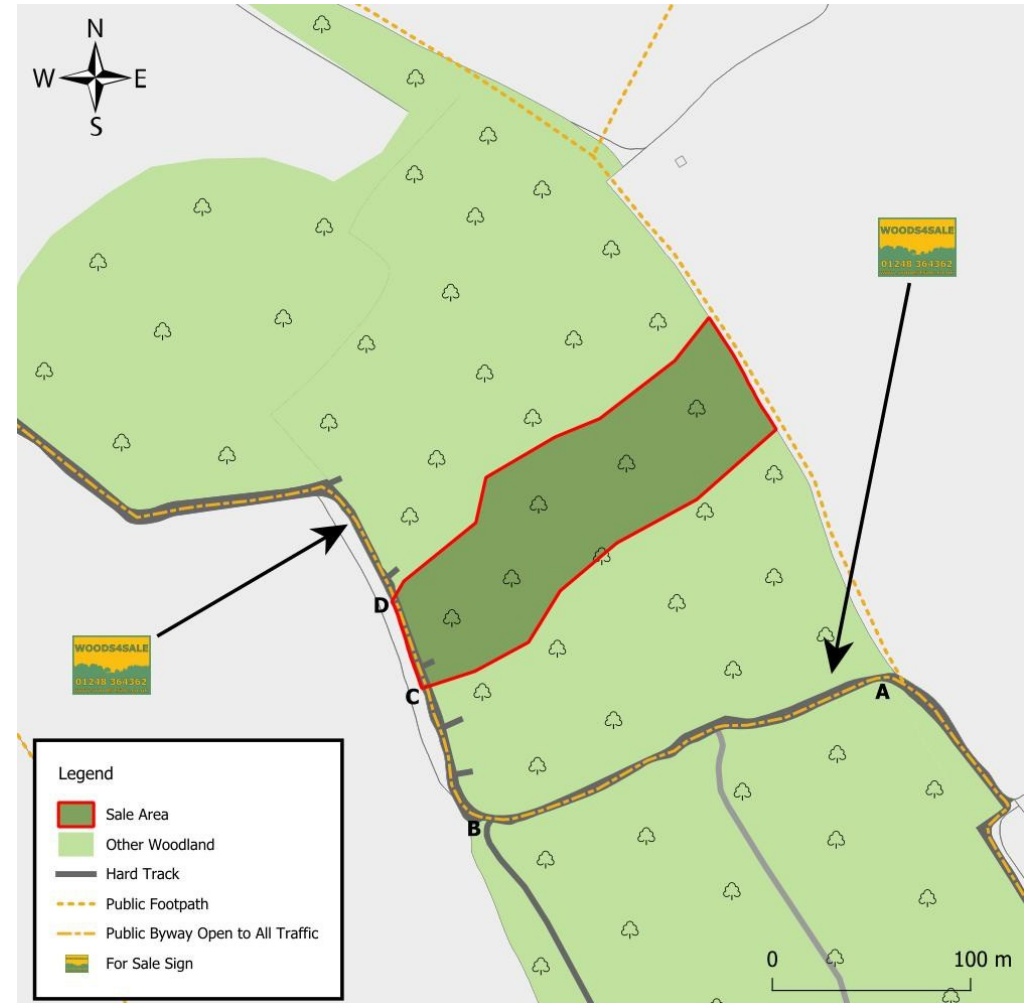 N
W E
S
WOODS4SALE
01248 364362
D
WOODS4SALE
01248 364362
C
A
B
Legend
Sale Area
Other Woodland
Hard Track
Public Footpath
Public Byway Open to All Traffic
For Sale Sign
0 100 m